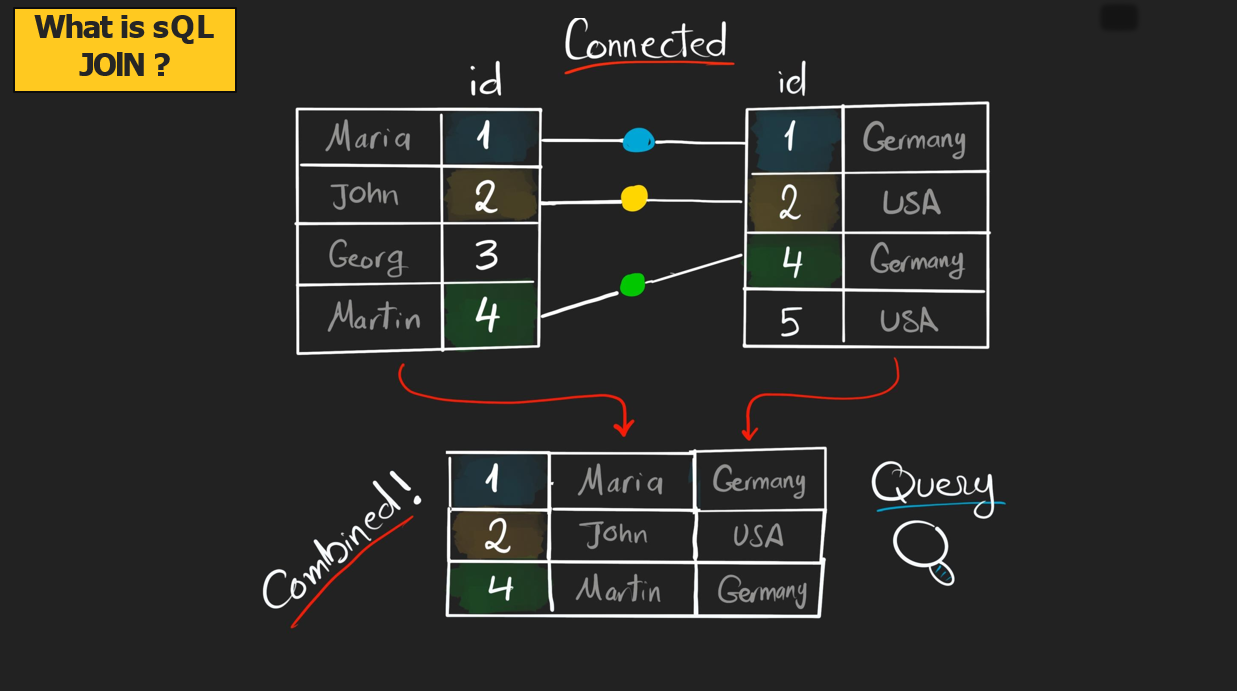 What is sQL
JOIN ?
Connected
id
id
Maria 1
1 Germany
John 2
2 USA
Georg 3
4 Germany
Martin 4
5 USA
Combined!
1 Maria Germany
2 John USA
4 Martin Germany
Query